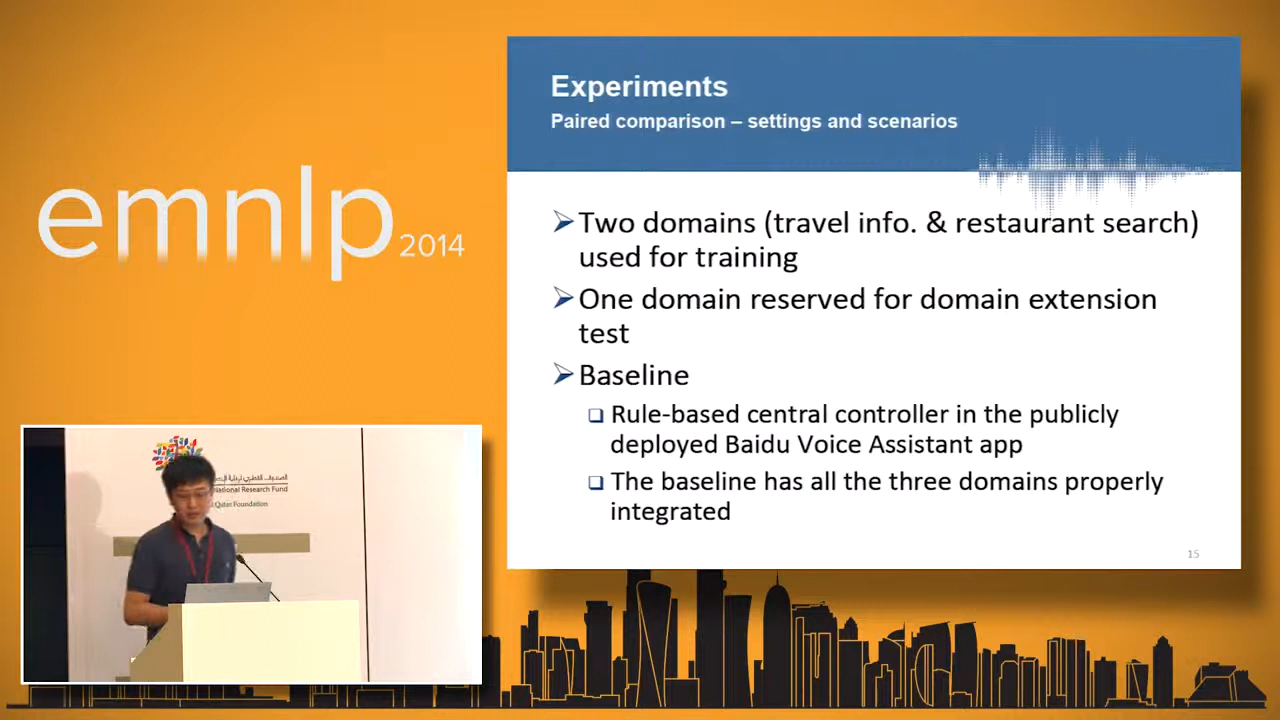 emnlp 2014
Experiments
Paired comparison – settings and scenarios
Two domains (travel info. & restaurant search)
used for training
One domain reserved for domain extension
test
Baseline
Rule-based central controller in the publicly
deployed Baidu Voice Assistant app
The baseline has all the three domains properly
integrated
15
National Research Fund
Qatar Foundation